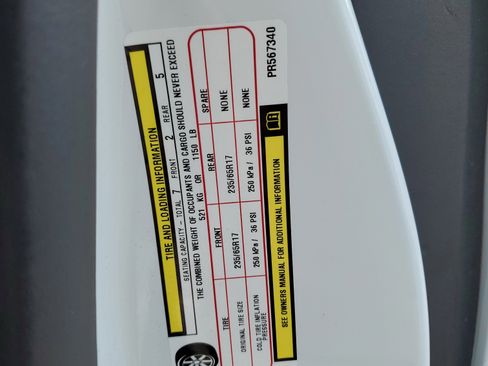 TIRE AND LOADING INFORMATION
SEATING CAPACITY - TOTAL 7 FRONT 2 REAR 5
THE COMBINED WEIGHT OF OCCUPANTS AND CARGO SHOULD NEVER EXCEED
521 KG OR 1150 LB
TIRE FRONT REAR SPARE
ORIGINAL TIRE SIZE 235/65R17 235/65R17 NONE
COLD TIRE INFLATION PRESSURE 250 kPa / 36 PSI 250 kPa / 36 PSI NONE
SEE OWNERS MANUAL FOR ADDITIONAL INFORMATION
PR567340